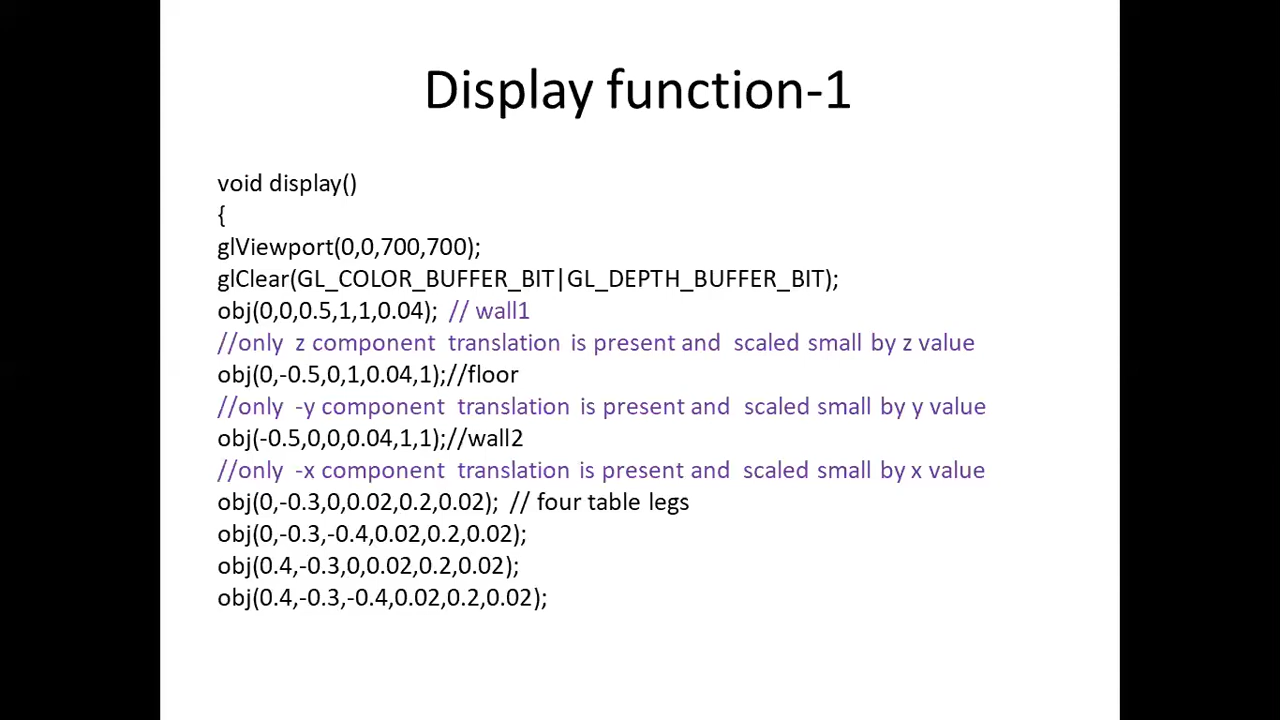 Display function-1
void display()
{
glViewport(0,0,700,700);
glClear(GL_COLOR_BUFFER_BIT|GL_DEPTH_BUFFER_BIT);
obj(0,0,0.5,1,1,0.04); // wall1
//only z component translation is present and scaled small by z value
obj(0,-0.5,0,1,0.04,1);//floor
//only -y component translation is present and scaled small by y value
obj(-0.5,0,0,0.04,1,1);//wall2
//only -x component translation is present and scaled small by x value
obj(0,-0.3,0,0.02,0.2,0.02); // four table legs
obj(0,-0.3,-0.4,0.02,0.2,0.02);
obj(0.4,-0.3,0,0.02,0.2,0.02);
obj(0.4,-0.3,-0.4,0.02,0.2,0.02);